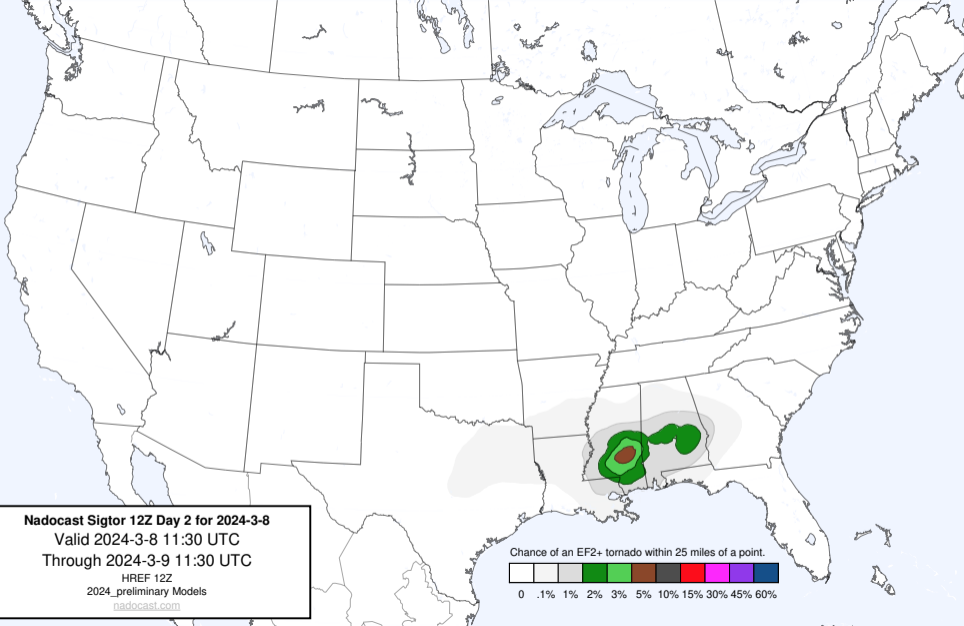 Nadocast Sigtor 12Z Day 2 for 2024-3-8
Valid 2024-3-8 11:30 UTC
Through 2024-3-9 11:30 UTC
HREF 12Z
2024_preliminary Models
nadocast.com
Chance of an EF2+ tornado within 25 miles of a point.
0 .1% 1% 2% 3% 5% 10% 15% 30% 45% 60%